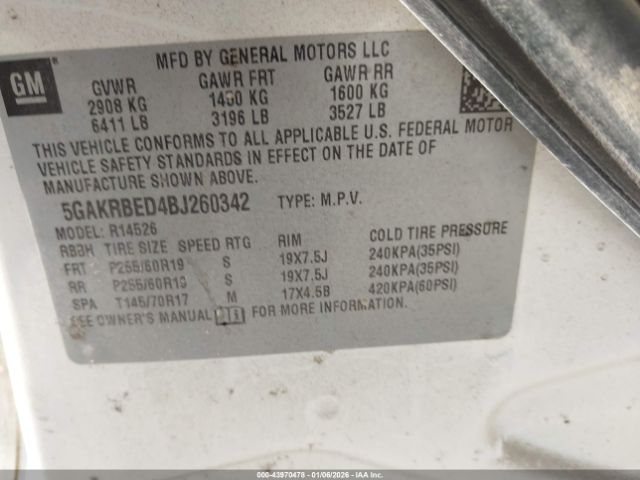 MFD BY GENERAL MOTORS LLC
GM
GVWR GAWR FRT GAWR RR
2908 KG 1450 KG 1600 KG
6411 LB 3196 LB 3527 LB
THIS VEHICLE CONFORMS TO ALL APPLICABLE U.S. FEDERAL MOTOR
VEHICLE SAFETY STANDARDS IN EFFECT ON THE DATE OF
MANUFACTURE SHOWN ABOVE.
5GAKRBED4BJ260342 TYPE: M.P.V.
MODEL: R14526
TIRE SIZE SPEED RTG RIM COLD TIRE PRESSURE
FRT P255/60R19 S 19X7.5J 240KPA(35PSI)
RR P255/60R19 S 19X7.5J 240KPA(35PSI)
SPA T145/70R17 M 17X4.5B 420KPA(60PSI)
SEE OWNER'S MANUAL FOR MORE INFORMATION.
000-43970478 01/06/2026 COPART.COM